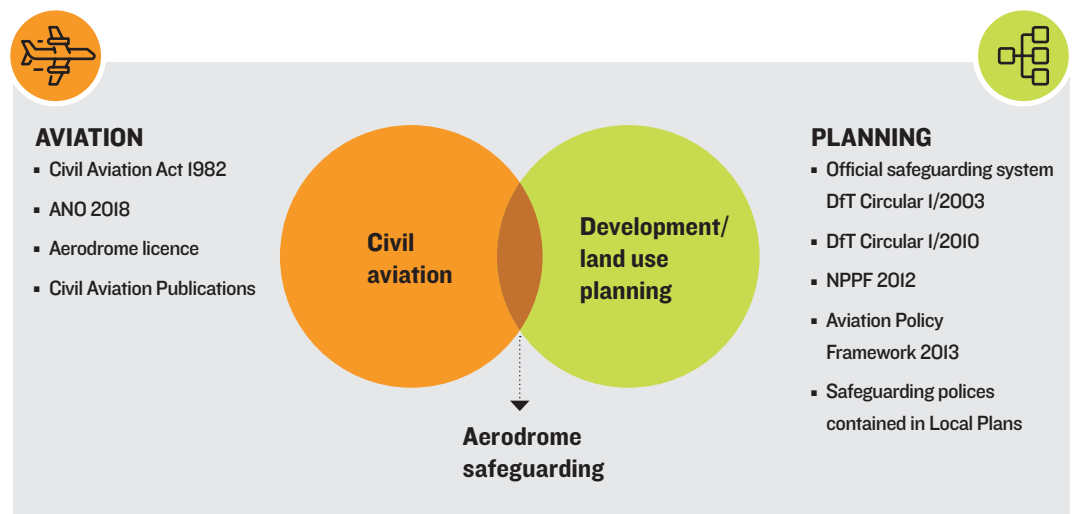 AVIATION
▪ Civil Aviation Act 1982
▪ ANO 2018
▪ Aerodrome licence
▪ Civil Aviation Publications
Civil
aviation
Development/
land use
planning
Aerodrome
safeguarding
PLANNING
▪ Official safeguarding system
DfT Circular 1/2003
▪ DfT Circular 1/2010
▪ NPPF 2012
▪ Aviation Policy
Framework 2013
▪ Safeguarding polices
contained in Local Plans